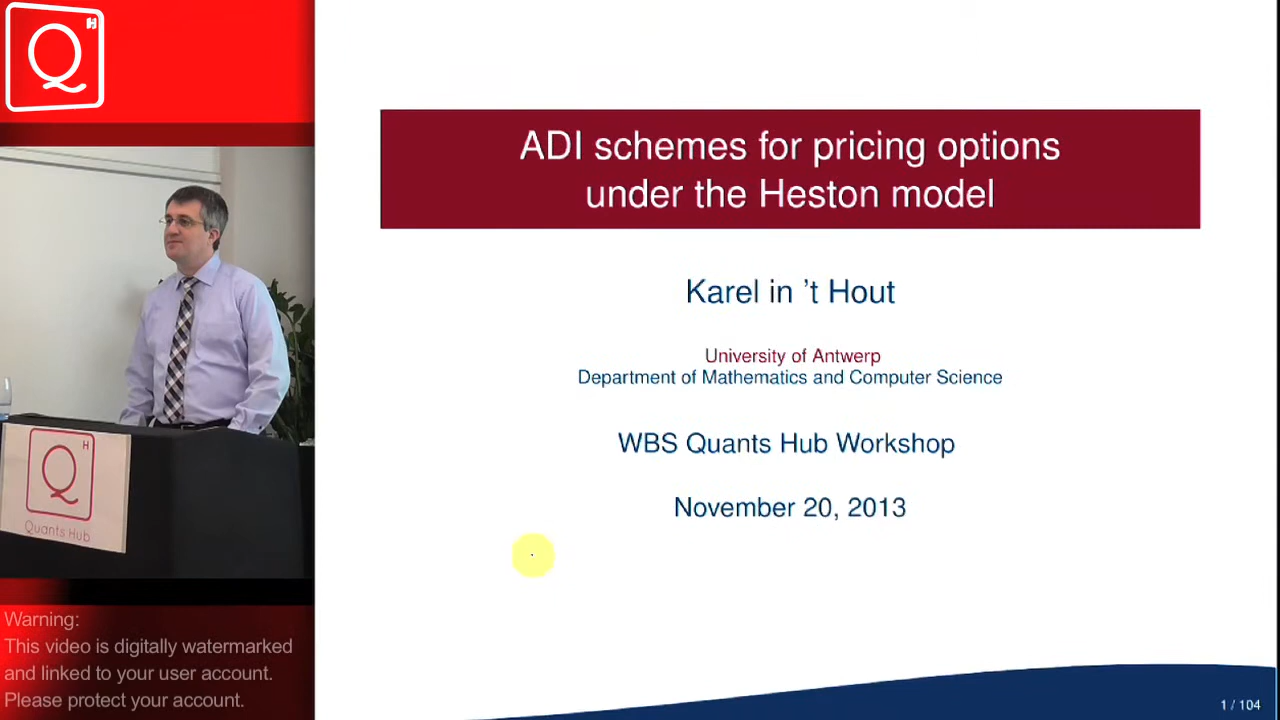 Q H
ADI schemes for pricing options
under the Heston model
Karel in 't Hout
University of Antwerp
Department of Mathematics and Computer Science
WBS Quants Hub Workshop
November 20, 2013
Q H
Quants Hub
Warning:
This video is digitally watermarked
and linked to your user account.
Please protect your account.
1 / 104